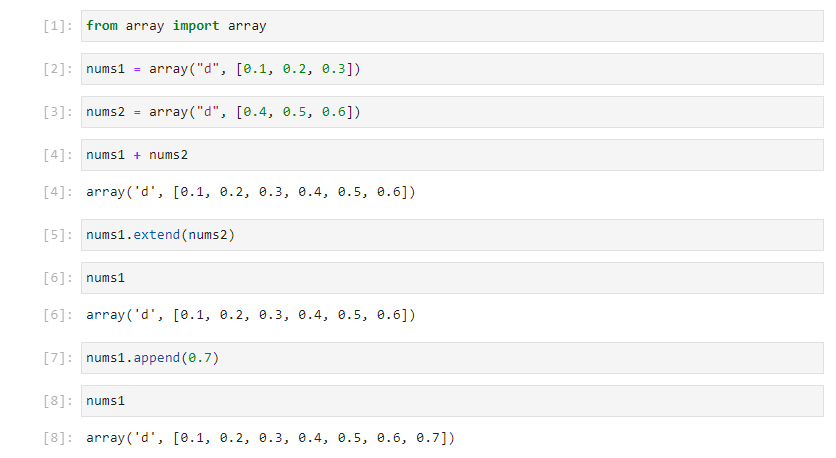 [1]: from array import array
[2]: nums1 = array("d", [0.1, 0.2, 0.3])
[3]: nums2 = array("d", [0.4, 0.5, 0.6])
[4]: nums1 + nums2
[4]: array('d', [0.1, 0.2, 0.3, 0.4, 0.5, 0.6])
[5]: nums1.extend(nums2)
[6]: nums1
[6]: array('d', [0.1, 0.2, 0.3, 0.4, 0.5, 0.6])
[7]: nums1.append(0.7)
[8]: nums1
[8]: array('d', [0.1, 0.2, 0.3, 0.4, 0.5, 0.6, 0.7])